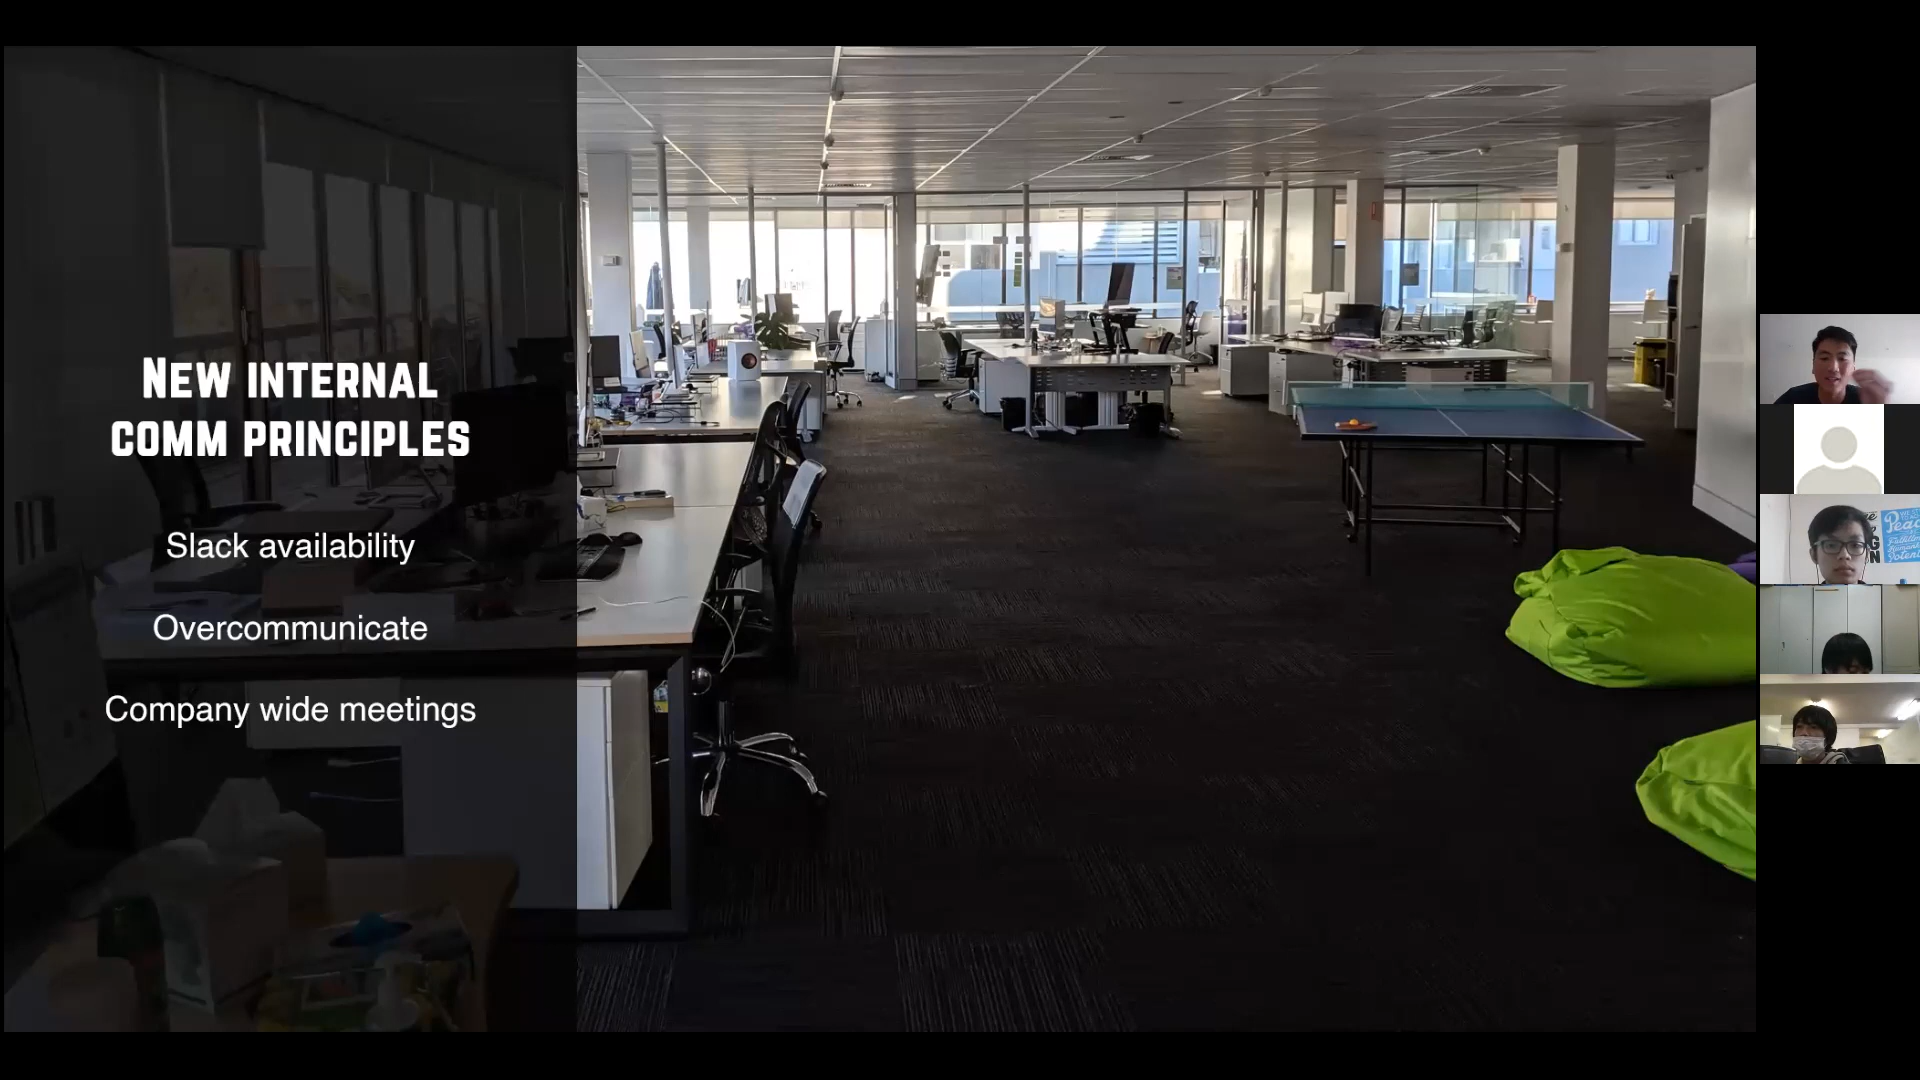 New internal
comm principles
Slack availability
Overcommunicate
Company wide meetings